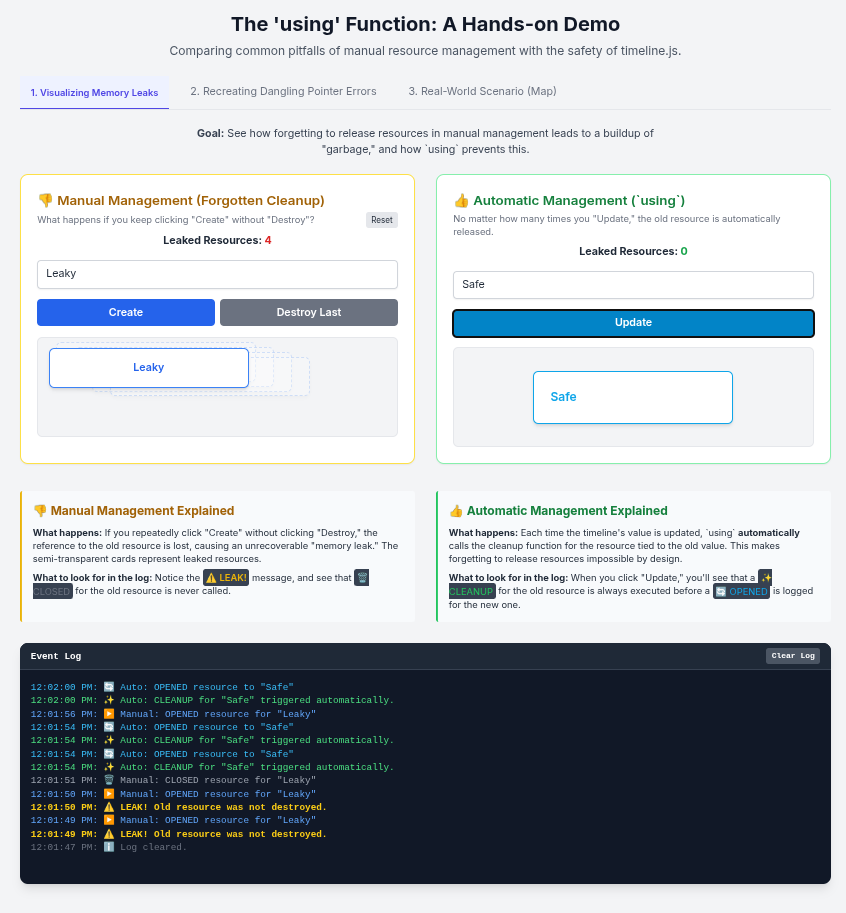 The 'using' Function: A Hands-on Demo
Comparing common pitfalls of manual resource management with the safety of timeline.js.
1. Visualizing Memory Leaks
2. Recreating Dangling Pointer Errors
3. Real-World Scenario (Map)
Goal: See how forgetting to release resources in manual management leads to a buildup of
"garbage," and how `using` prevents this.
👎 Manual Management (Forgotten Cleanup)
What happens if you keep clicking "Create" without "Destroy"?
Reset
Leaked Resources: 4
Leaky
Create
Destroy Last
Leaky
👍 Automatic Management (`using`)
No matter how many times you "Update," the old resource is automatically
released.
Leaked Resources: 0
Safe
Update
Safe
👎 Manual Management Explained
What happens: If you repeatedly click "Create" without clicking "Destroy," the
reference to the old resource is lost, causing an unrecoverable "memory leak." The
semi-transparent cards represent leaked resources.
What to look for in the log: Notice the ⚠️ LEAK! message, and see that 🗑️
CLOSED for the old resource is never called.
👍 Automatic Management Explained
What happens: Each time the timeline's value is updated, `using` automatically
calls the cleanup function for the resource tied to the old value. This makes
forgetting to release resources impossible by design.
What to look for in the log: When you click "Update," you'll see that a ✨
CLEANUP for the old resource is always executed before a 🔄 OPENED is logged
for the new one.
Event Log
Clear Log
12:02:00 PM: 🔄 Auto: OPENED resource to "Safe"
12:02:00 PM: ✨ Auto: CLEANUP for "Safe" triggered automatically.
12:01:56 PM: ▶️ Manual: OPENED resource for "Leaky"
12:01:54 PM: 🔄 Auto: OPENED resource to "Safe"
12:01:54 PM: ✨ Auto: CLEANUP for "Safe" triggered automatically.
12:01:54 PM: 🔄 Auto: OPENED resource to "Safe"
12:01:54 PM: ✨ Auto: CLEANUP for "Safe" triggered automatically.
12:01:51 PM: 🗑️ Manual: CLOSED resource for "Leaky"
12:01:50 PM: ▶️ Manual: OPENED resource for "Leaky"
12:01:50 PM: ⚠️ LEAK! Old resource was not destroyed.
12:01:49 PM: ▶️ Manual: OPENED resource for "Leaky"
12:01:49 PM: ⚠️ LEAK! Old resource was not destroyed.
12:01:47 PM: ℹ️ Log cleared.